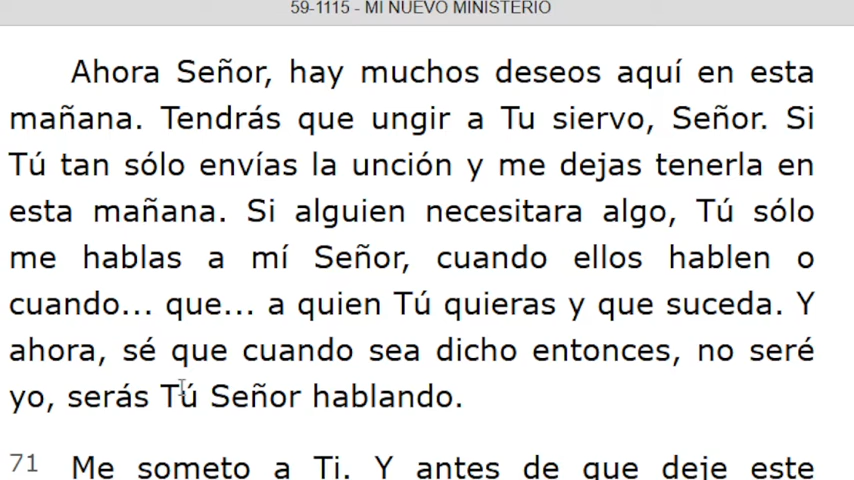 59-1115 - MI NUEVO MINISTERIO
Ahora Señor, hay muchos deseos aquí en esta
mañana. Tendrás que ungir a Tu siervo, Señor. Si
Tú tan sólo envías la unción y me dejas tenerla en
esta mañana. Si alguien necesitara algo, Tú sólo
me hablas a mí Señor, cuando ellos hablen o
cuando... que... a quien Tú quieras y que suceda. Y
ahora, sé que cuando sea dicho entonces, no seré
yo, serás Tú Señor hablando.
71 Me someto a Ti. Y antes de que deje este